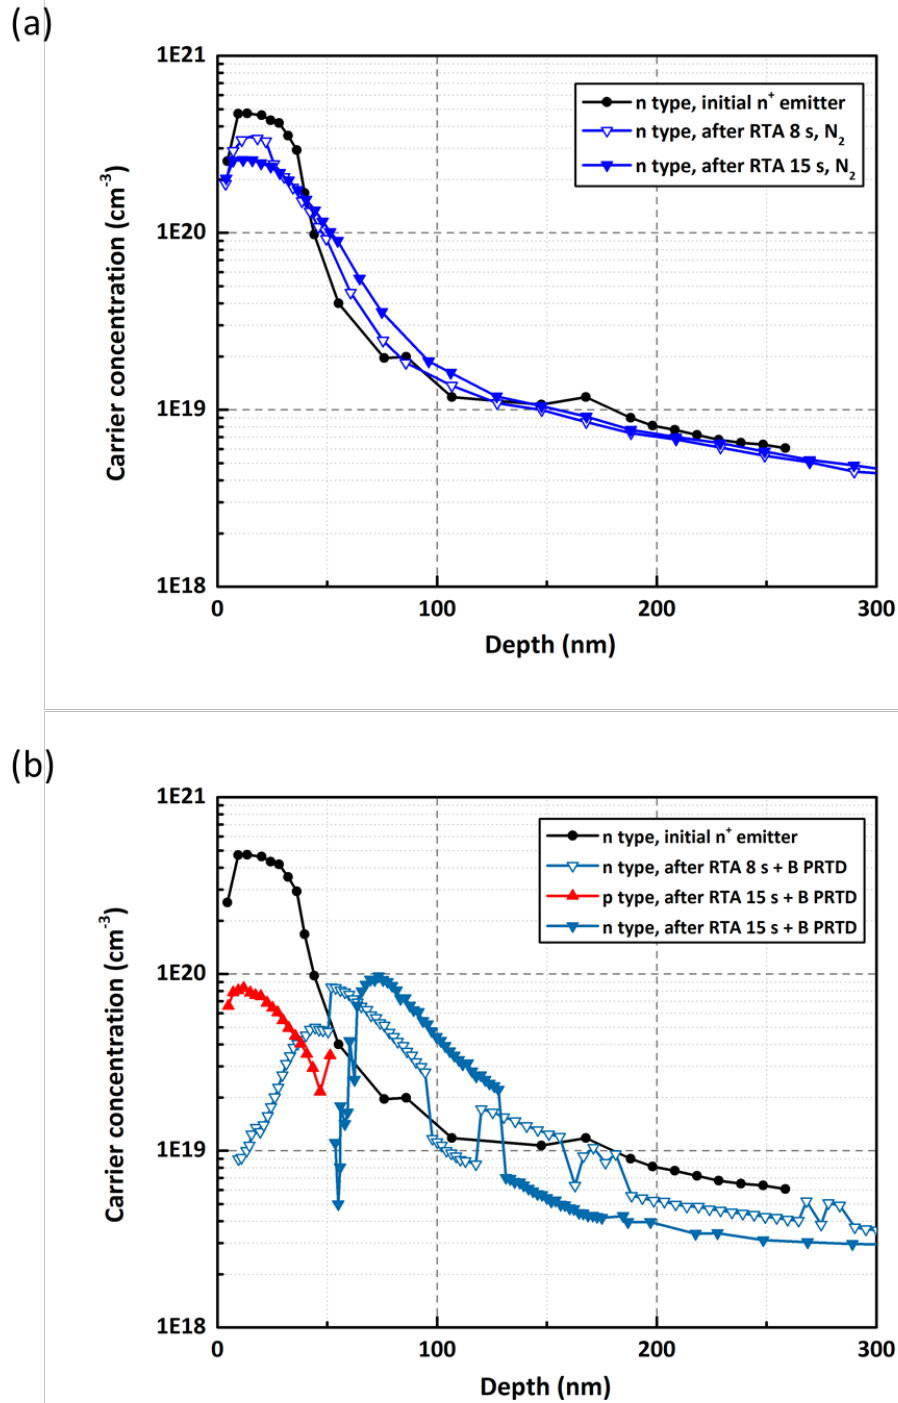 (a)
1E21
1E20
1E19
1E18
Carrier concentration (cm⁻³)
n type, initial n⁺ emitter
n type, after RTA 8 s, N₂
n type, after RTA 15 s, N₂
0 100 200 300
Depth (nm)
(b)
1E21
1E20
1E19
1E18
Carrier concentration (cm⁻³)
n type, initial n⁺ emitter
n type, after RTA 8 s + B PRTD
p type, after RTA 15 s + B PRTD
n type, after RTA 15 s + B PRTD
0 100 200 300
Depth (nm)